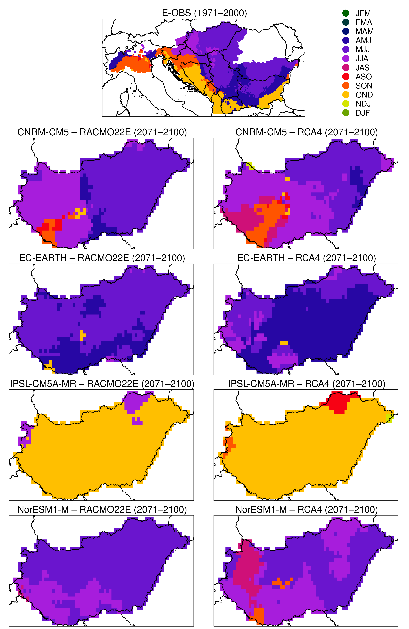 E-OBS (1971–2000)
JFM
FMA
MAM
AMJ
MJJ
JJA
JAS
ASO
SON
OND
NDJ
DJF
CNRM-CM5 – RACMO22E (2071–2100)
CNRM-CM5 – RCA4 (2071–2100)
EC-EARTH – RACMO22E (2071–2100)
EC-EARTH – RCA4 (2071–2100)
IPSL-CM5A-MR – RACMO22E (2071–2100)
IPSL-CM5A-MR – RCA4 (2071–2100)
NorESM1-M – RACMO22E (2071–2100)
NorESM1-M – RCA4 (2071–2100)